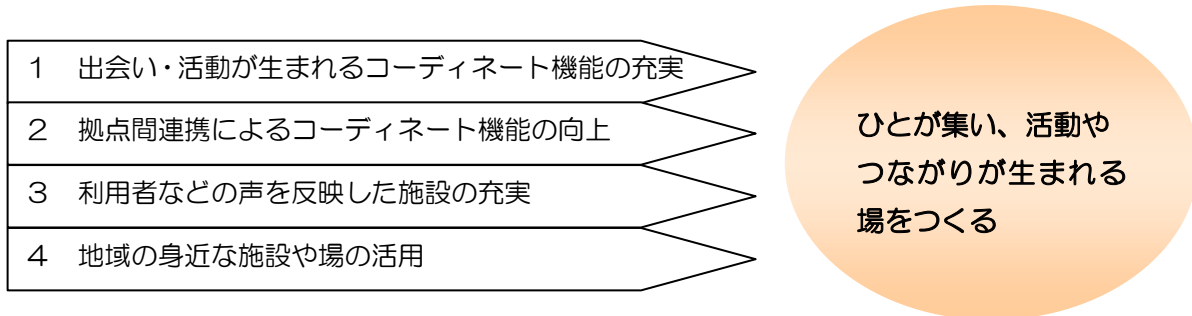 １　出会い・活動が生まれるコーディネート機能の充実
２　拠点間連携によるコーディネート機能の向上
３　利用者などの声を反映した施設の充実
４　地域の身近な施設や場の活用
ひとが集い、活動や
つながりが生まれる
場をつくる